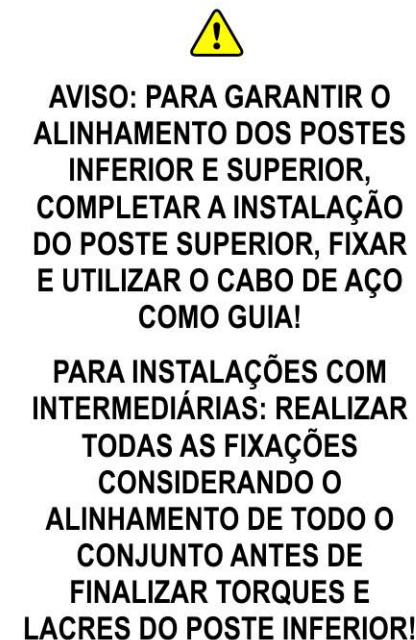 AVISO: PARA GARANTIR O
ALINHAMENTO DOS POSTES
INFERIOR E SUPERIOR,
COMPLETAR A INSTALAÇÃO
DO POSTE SUPERIOR, FIXAR
E UTILIZAR O CABO DE AÇO
COMO GUIA!
PARA INSTALAÇÕES COM
INTERMEDIÁRIAS: REALIZAR
TODAS AS FIXAÇÕES
CONSIDERANDO O
ALINHAMENTO DE TODO O
CONJUNTO ANTES DE
FINALIZAR TORQUES E
LACRES DO POSTE INFERIOR!